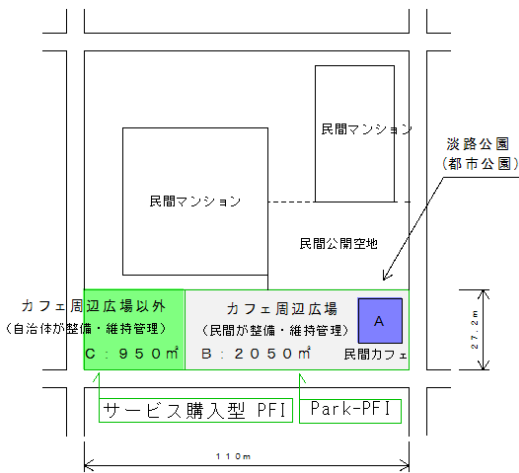 民間マンション
民間マンション
淡路公園
(都市公園)
民間公開空地
カフェ周辺広場以外
(自治体が整備・維持管理)
C:950㎡
カフェ周辺広場
(民間が整備・維持管理)
B:2050㎡
A
民間カフェ
27.2m
サービス購入型 PFI
Park-PFI
110m